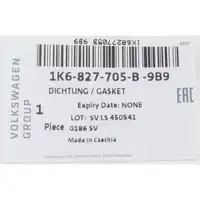 1K6827705B 9B9
1K6-827-705-B -9B9
DICHTUNG / GASKET
Expiry Date: NONE
LOT: SV LS 450541
1
Piece 0186 5V
Made in Czechia
VOLKSWAGEN
GROUP
EAC